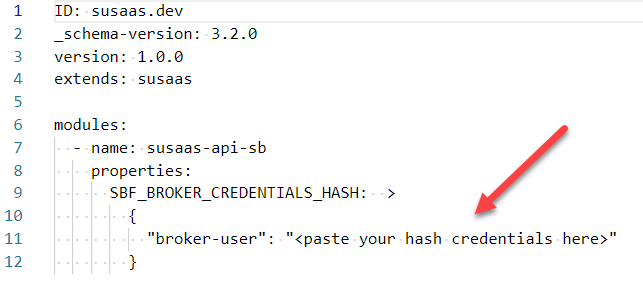 1 ID: susaas.dev
2 _schema-version: 3.2.0
3 version: 1.0.0
4 extends: susaas
5
6 modules:
7   - name: susaas-api-sb
8     properties:
9       SBF_BROKER_CREDENTIALS_HASH: >
10         {
11           "broker-user": "<paste your hash credentials here>"
12         }